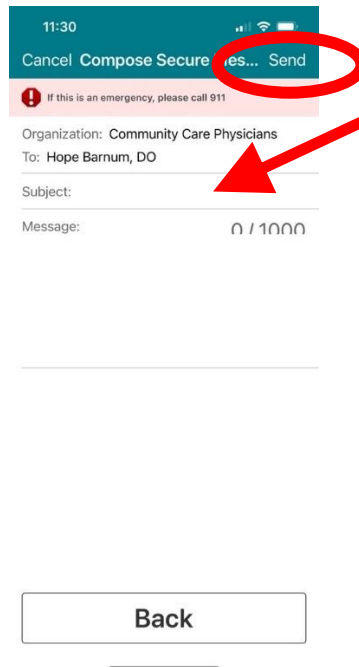 11:30
Cancel Compose Secure Mes... Send
If this is an emergency, please call 911
Organization: Community Care Physicians
To: Hope Barnum, DO
Subject:
Message: 0 / 1000
Back